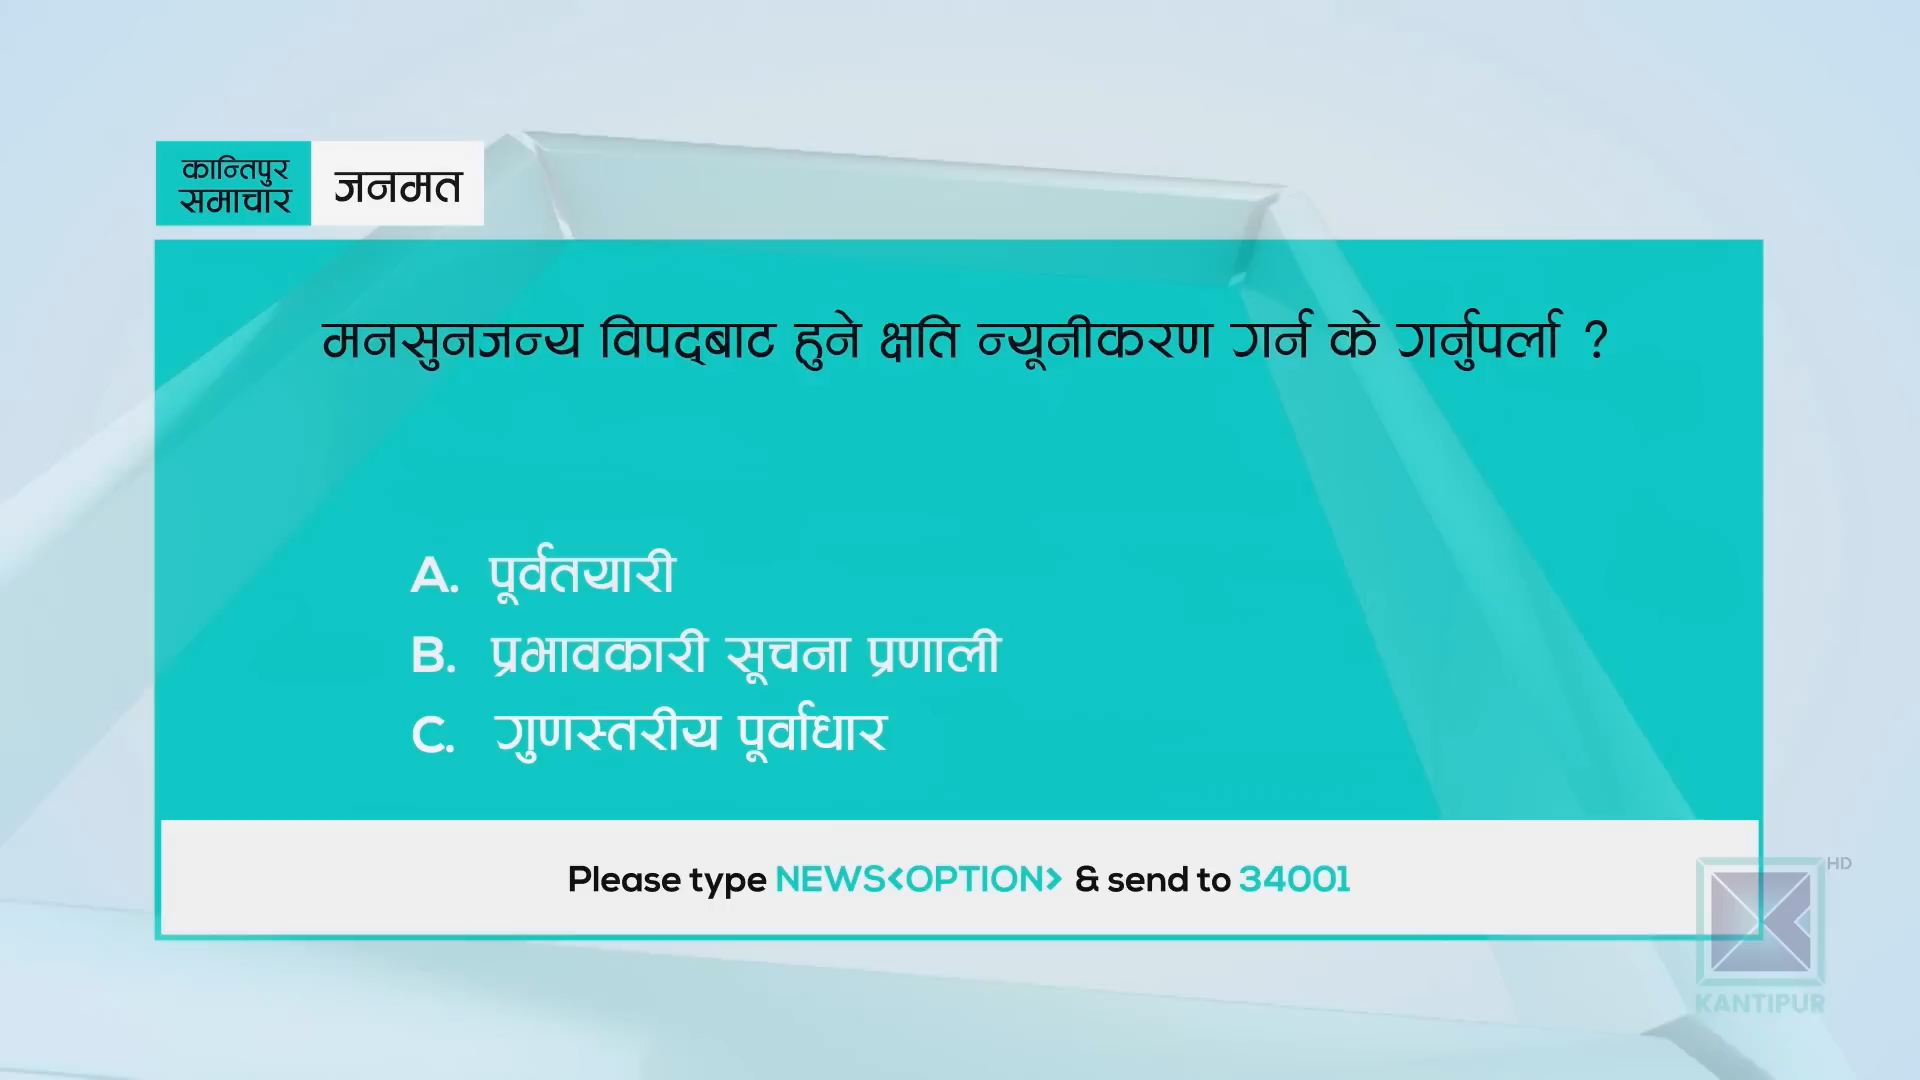 कान्तिपुर
समाचार
जनमत
मनसुनजन्य विपद्बाट हुने क्षति न्यूनीकरण गर्न के गर्नुपर्ला ?
A. पूर्वतयारी
B. प्रभावकारी सूचना प्रणाली
C. गुणस्तरीय पूर्वाधार
Please type NEWS<OPTION> & send to 34001
HD
KANTIPUR